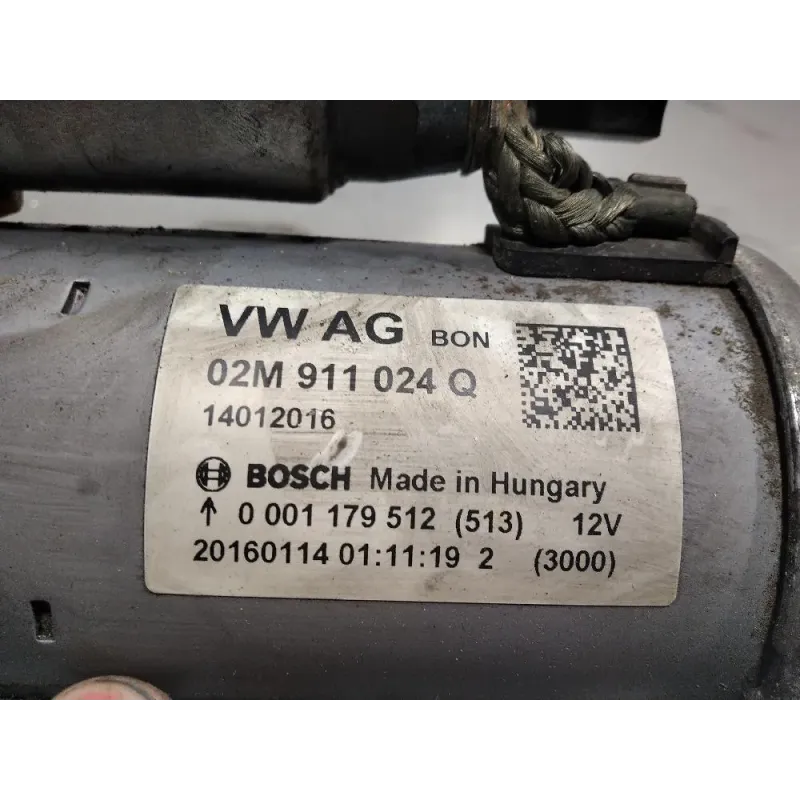 VW AG BON
02M 911 024 Q
14012016
BOSCH Made in Hungary
↑ 0 001 179 512 (513) 12V
20160114 01:11:19 2 (3000)